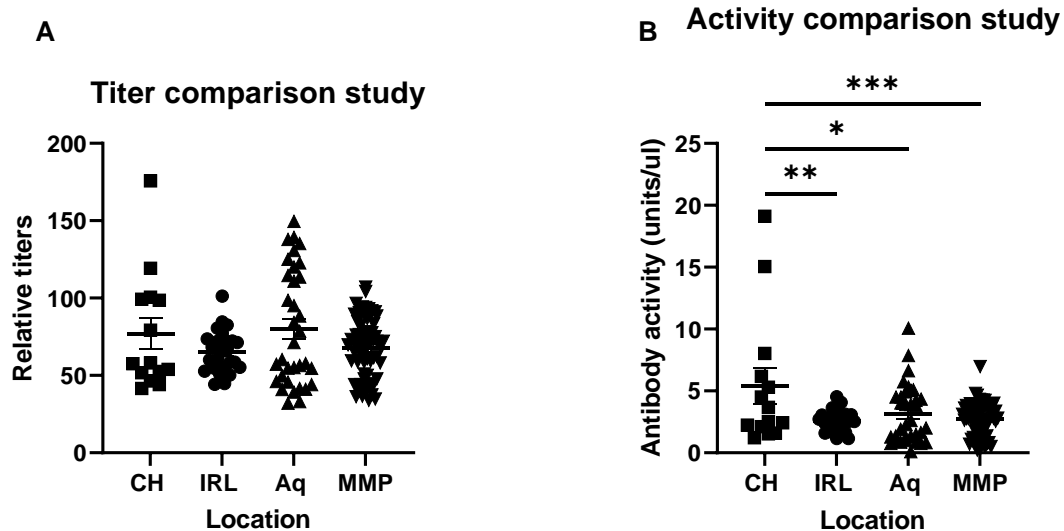 A
Titer comparison study
Relative titers
200
150
100
50
0
CH IRL Aq MMP
Location
B
Activity comparison study
Antibody activity (units/ul)
***
*
**
25
20
15
10
5
0
CH IRL Aq MMP
Location